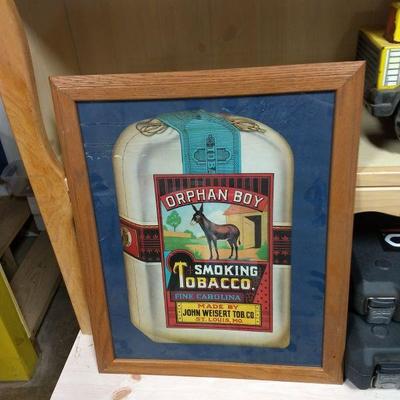 ORPHAN BOY
SMOKING
TOBACCO.
FINE CAROLINA
MADE BY
JOHN WEISERT TOB. CO.
ST. LOUIS, MO.